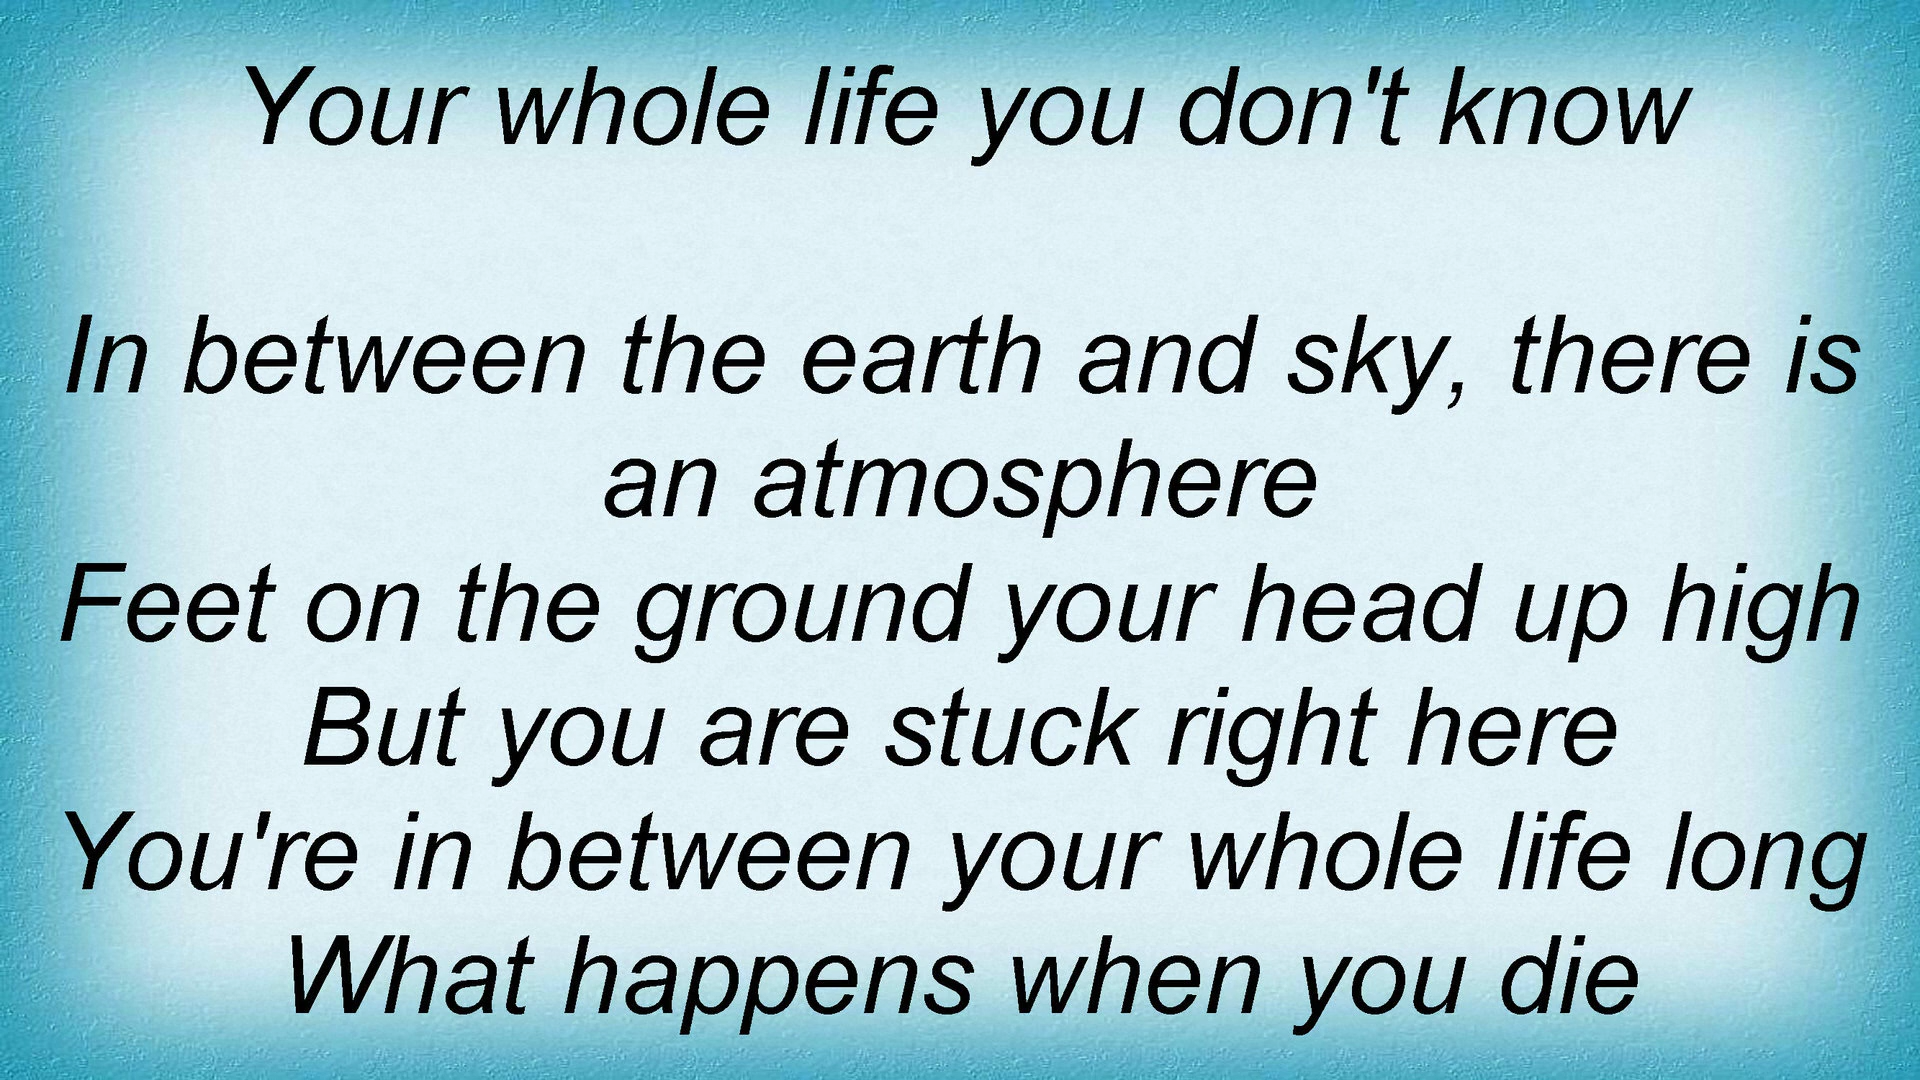 Your whole life you don't know
In between the earth and sky, there is
an atmosphere
Feet on the ground your head up high
But you are stuck right here
You're in between your whole life long
What happens when you die